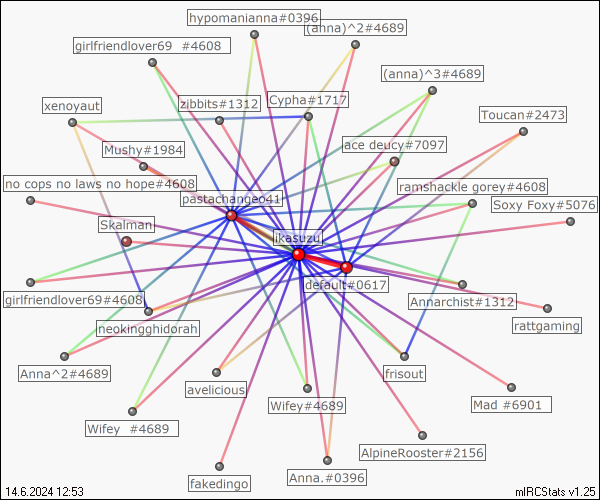 hypomanianna#0396
(anna)^2#4689
girlfriendlover69 #4608
(anna)^3#4689
xenoyaut
zibbits#1312
Cypha#1717
Toucan#2473
Mushy#1984
ace deucy#7097
no cops no laws no hope#4608
pastachangeo41
ramshackle gorey#4608
Soxy Foxy#5076
Skalman
ikasuzu
default#0617
girlfriendlover69#4608
neokingghidorah
Annarchist#1312
rattgaming
Anna^2#4689
avelicious
frisout
Wifey#4689
Mad #6901
Wifey #4689
AlpineRooster#2156
fakedingo
Anna.#0396
14.6.2024 12:53
mIRCStats v1.25